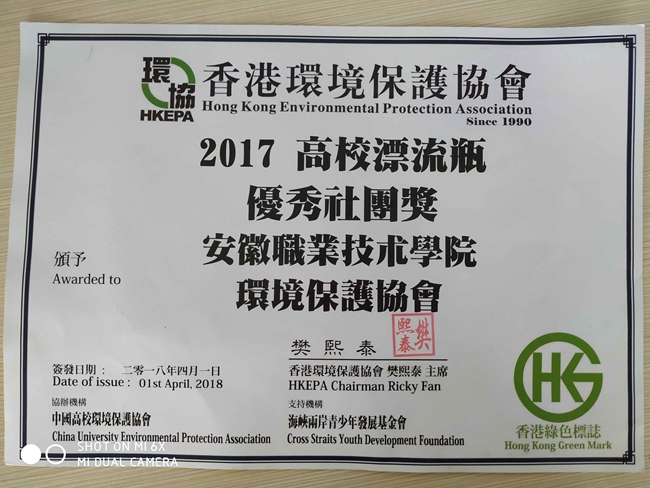 環協
HKEPA
香港環境保護協會
Hong Kong Environmental Protection Association
Since 1990
2017 高校漂流瓶
優秀社團獎
頒予
Awarded to
安徽職業技术學院
環境保護協會
樊熙泰
樊熙泰
簽發日期： 二零一八年四月一日
Date of issue： 01st April, 2018
香港環境保護協會 樊熙泰 主席
HKEPA Chairman Ricky Fan
協辦機構
中國高校環境保護協會
China University Environmental Protection Association
支持機構
海峽兩岸青少年發展基金會
Cross Straits Youth Development Foundation
HKG
香港綠色標誌
Hong Kong Green Mark
SHOT ON MI 6X
MI DUAL CAMERA